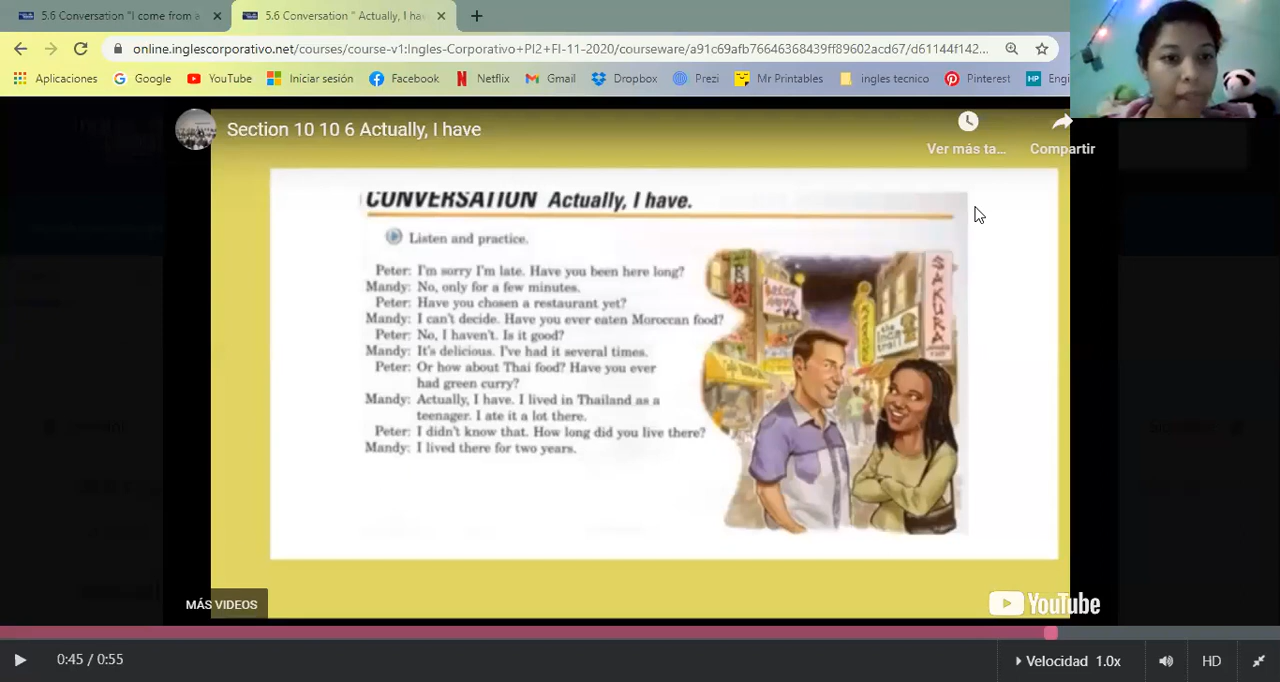 5.6 Conversation "I come from a
5.6 Conversation " Actually, I ha
online.inglescorporativo.net/courses/course-v1:Ingles-Corporativo+PI2+FI-11-2020/courseware/a91c69afb76646368439ff89602acd67/d61144f142...
Aplicaciones Google YouTube Iniciar sesión Facebook Netflix Gmail Dropbox Prezi Mr Printables ingles tecnico Pinterest HP Engl
Section 10 10 6 Actually, I have
Ver más ta... Compartir
CONVERSATION Actually, I have.
Listen and practice.
Peter: I'm sorry I'm late. Have you been here long?
Mandy: No, only for a few minutes.
Peter: Have you chosen a restaurant yet?
Mandy: I can't decide. Have you ever eaten Moroccan food?
Peter: No, I haven't. Is it good?
Mandy: It's delicious. I've had it several times.
Peter: Or how about Thai food? Have you ever
had green curry?
Mandy: Actually, I have. I lived in Thailand as a
teenager. I ate it a lot there.
Peter: I didn't know that. How long did you live there?
Mandy: I lived there for two years.
ROMA
SAKURA
MÁS VIDEOS
YouTube
0:45 / 0:55
Velocidad 1.0x
HD